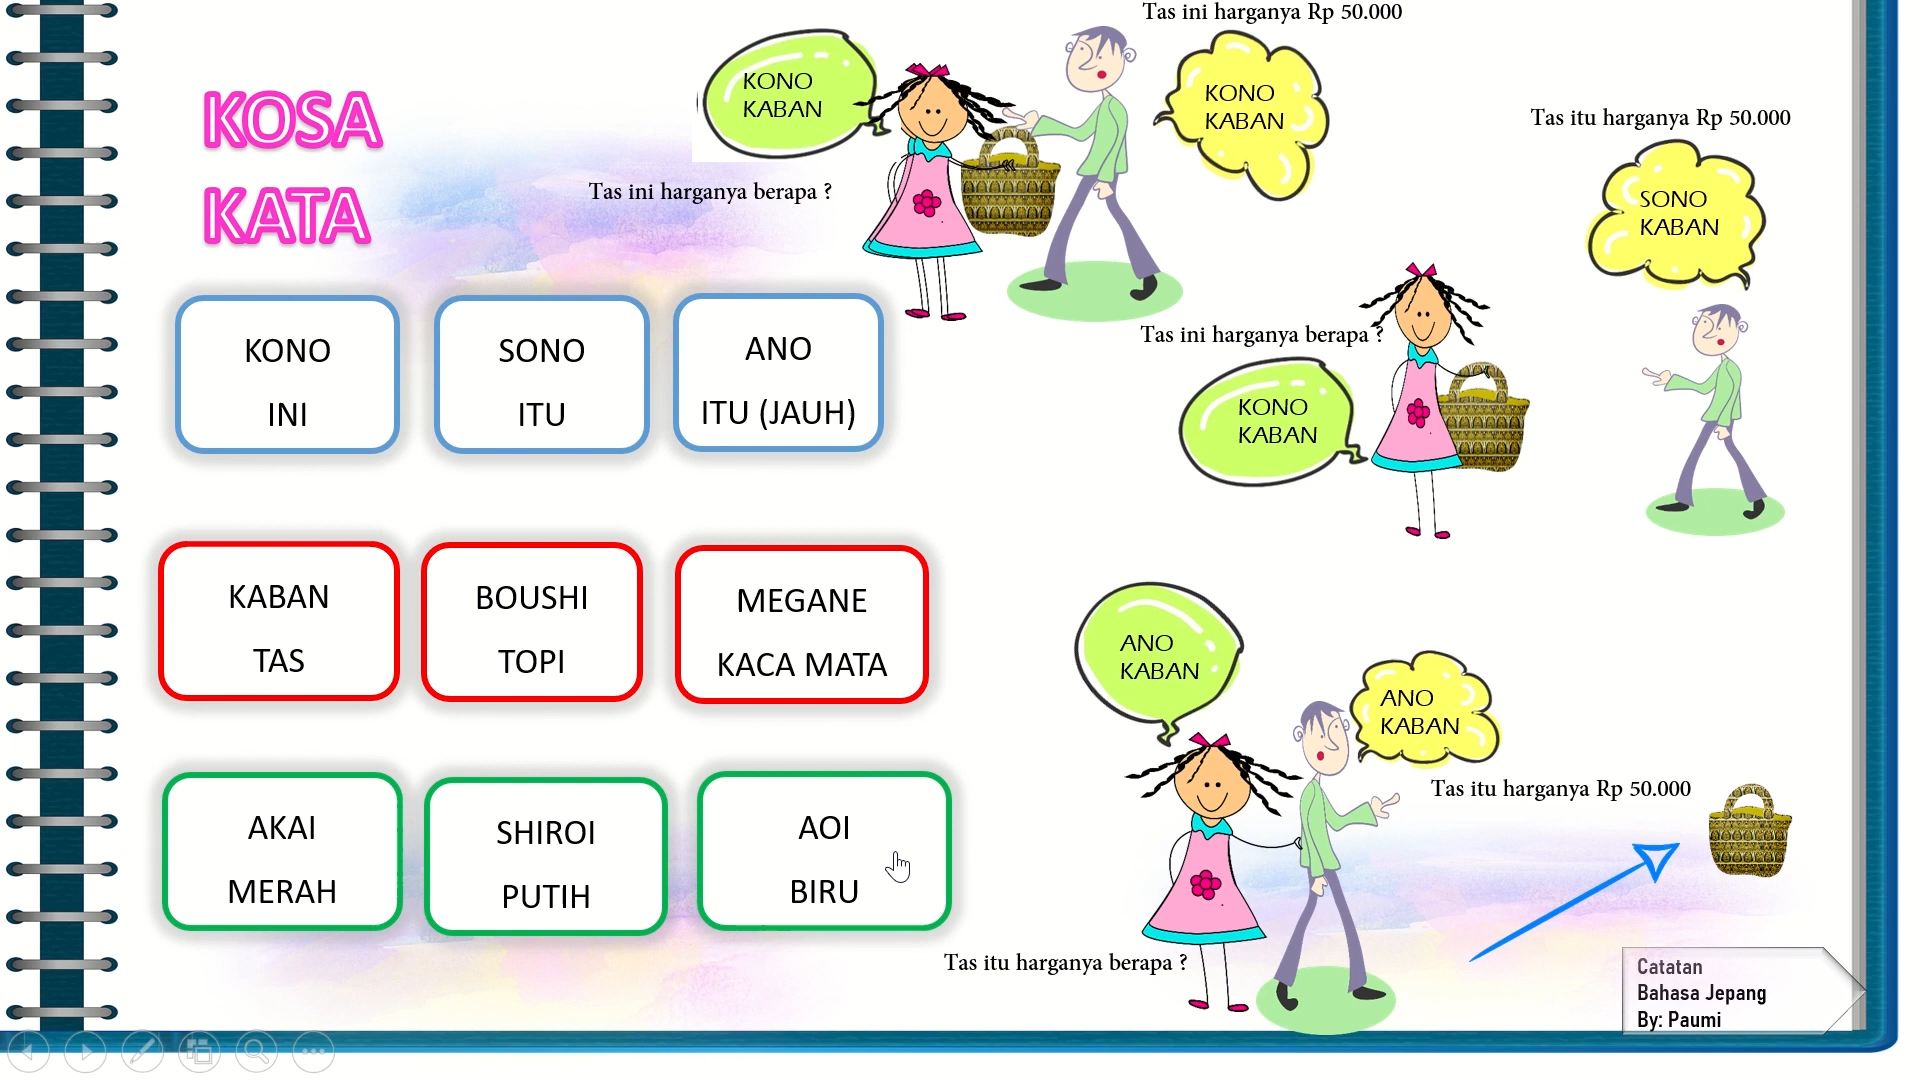 KOSA
KATA
KONO
INI
SONO
ITU
ANO
ITU (JAUH)
KABAN
TAS
BOUSHI
TOPI
MEGANE
KACA MATA
AKAI
MERAH
SHIROI
PUTIH
AOI
BIRU
KONO
KABAN
Tas ini harganya berapa ?
Tas ini harganya Rp 50.000
KONO
KABAN
Tas ini harganya berapa ?
KONO
KABAN
Tas itu harganya Rp 50.000
SONO
KABAN
ANO
KABAN
Tas itu harganya berapa ?
ANO
KABAN
Tas itu harganya Rp 50.000
Catatan
Bahasa Jepang
By: Paumi